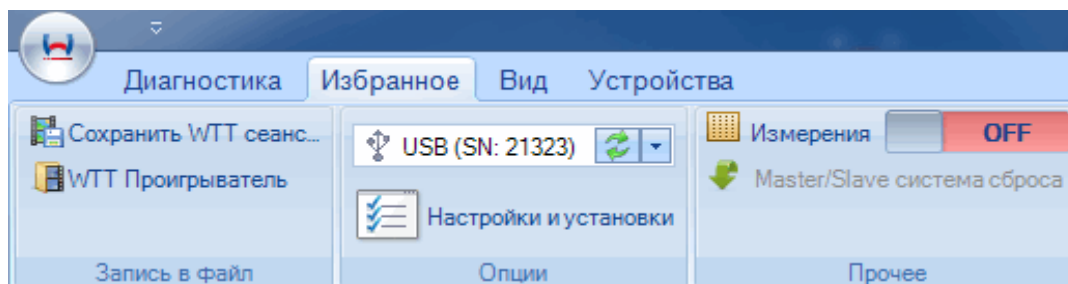 Диагностика Избранное Вид Устройства
Сохранить WTT сеанс... USB (SN: 21323) Измерения OFF
WTT Проигрыватель Настройки и установки Master/Slave система сброса
Запись в файл Опции Прочее